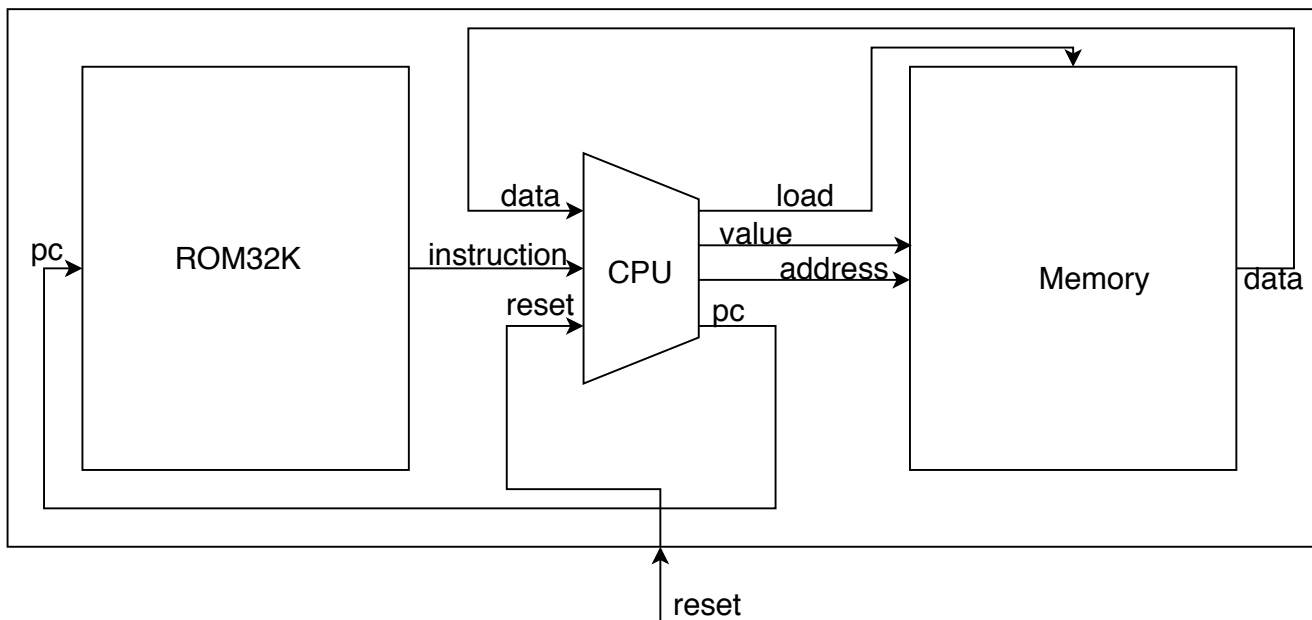 data
load
value
pc
ROM32K
instruction
CPU
address
Memory
data
reset
pc
reset